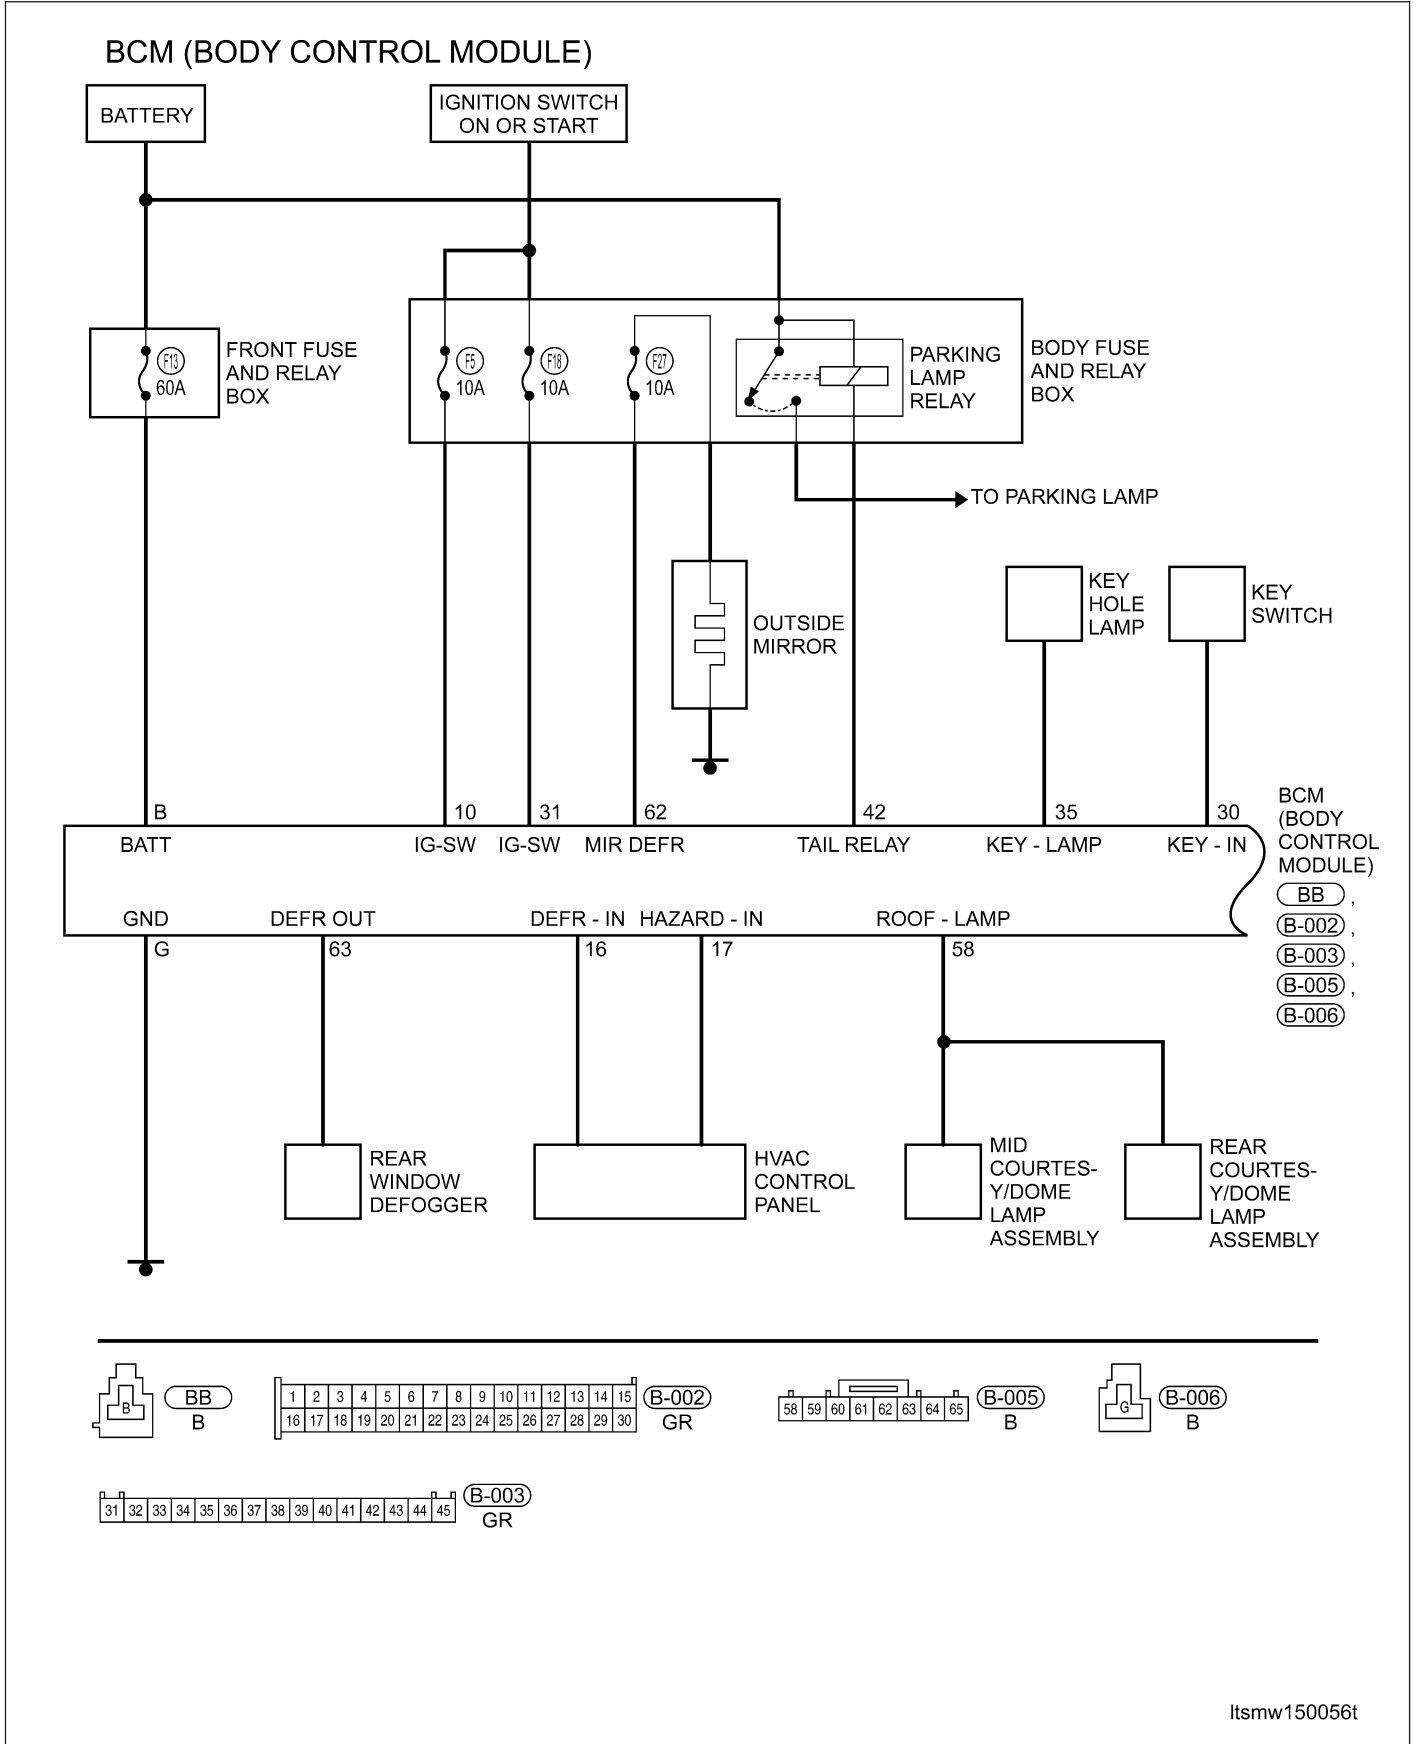 BCM (BODY CONTROL MODULE)
BATTERY
IGNITION SWITCH
ON OR START
F13
60A
FRONT FUSE
AND RELAY
BOX
F5
10A
F18
10A
F27
10A
PARKING
LAMP
RELAY
BODY FUSE
AND RELAY
BOX
TO PARKING LAMP
OUTSIDE
MIRROR
KEY
HOLE
LAMP
KEY
SWITCH
B
10
31
62
42
35
30
BATT
IG-SW
IG-SW
MIR DEFR
TAIL RELAY
KEY - LAMP
KEY - IN
BCM
(BODY
CONTROL
MODULE)
BB ,
B-002 ,
B-003 ,
B-005 ,
B-006
GND
DEFR OUT
DEFR - IN
HAZARD - IN
ROOF - LAMP
G
63
16
17
58
REAR
WINDOW
DEFOGGER
HVAC
CONTROL
PANEL
MID
COURTES-
Y/DOME
LAMP
ASSEMBLY
REAR
COURTES-
Y/DOME
LAMP
ASSEMBLY
B
BB
B
1 2 3 4 5 6 7 8 9 10 11 12 13 14 15
16 17 18 19 20 21 22 23 24 25 26 27 28 29 30
B-002
GR
58 59 60 61 62 63 64 65
B-005
B
G
B-006
B
31 32 33 34 35 36 37 38 39 40 41 42 43 44 45
B-003
GR
ltsmw150056t